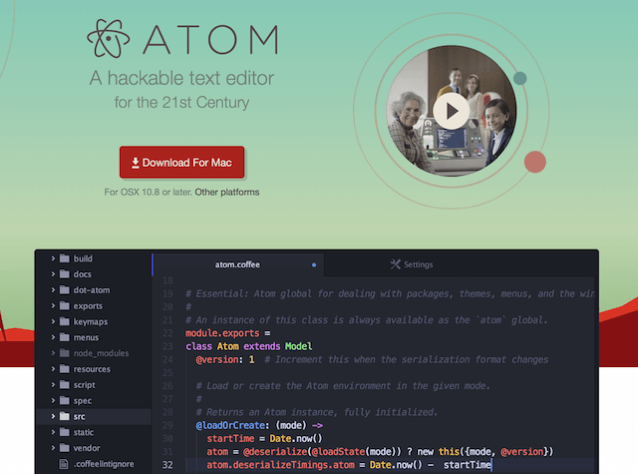 ATOM
A hackable text editor
for the 21st Century
Download For Mac
For OSX 10.8 or later. Other platforms
build
docs
dot-atom
exports
keymaps
menus
node_modules
resources
script
spec
src
static
vendor
.coffeelintignore
atom.coffee
Settings
18
19 # Essential: Atom global for dealing with packages, themes, menus, and the win
20 #
21 # An instance of this class is always available as the `atom` global.
22 module.exports =
23 class Atom extends Model
24 @version: 1 # Increment this when the serialization format changes
25
26 # Load or create the Atom environment in the given mode.
27 #
28 # Returns an Atom instance, fully initialized.
29 @loadOrCreate: (mode) ->
30 startTime = Date.now()
31 atom = @deserialize(@loadState(mode)) ? new this({mode, @version})
32 atom.deserializeTimings.atom = Date.now() - startTime